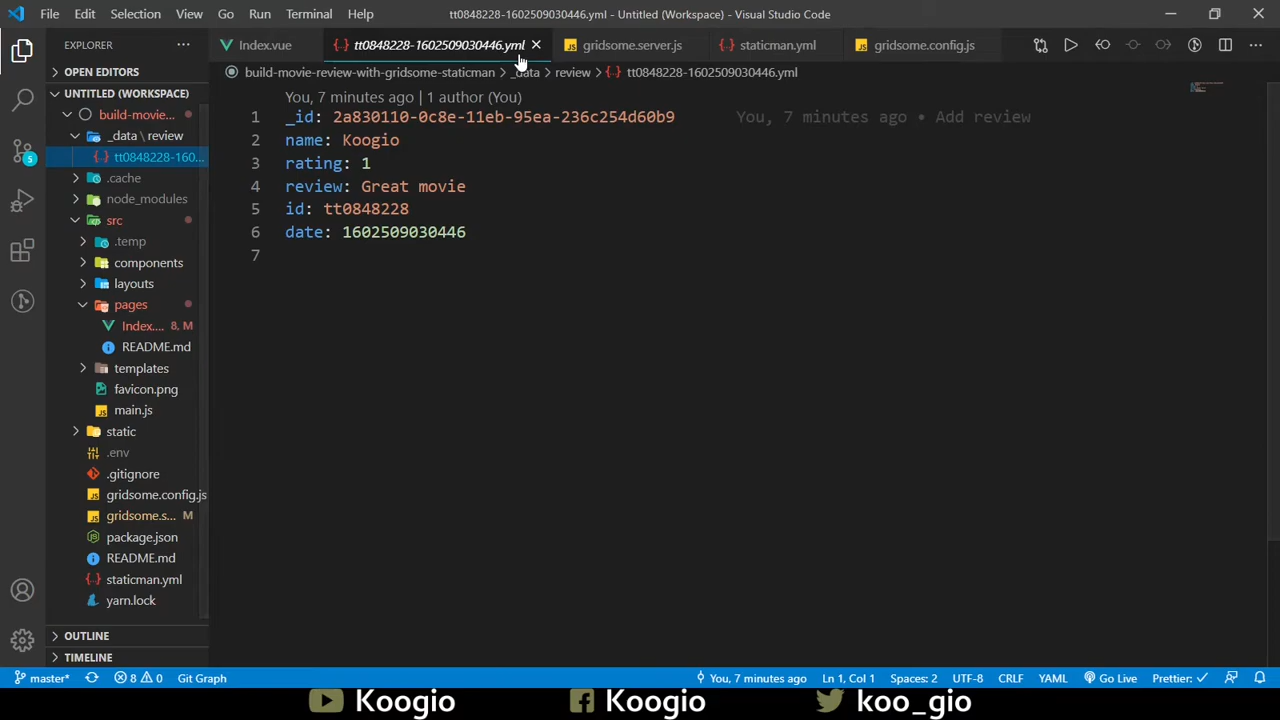 File Edit Selection View Go Run Terminal Help tt0848228-1602509030446.yml - Untitled (Workspace) - Visual Studio Code
EXPLORER
Index.vue tt0848228-1602509030446.yml gridsome.server.js staticman.yml gridsome.config.js
OPEN EDITORS
build-movie-review-with-gridsome-staticman > _data > review > tt0848228-1602509030446.yml
UNTITLED (WORKSPACE)
You, 7 minutes ago | 1 author (You)
build-movie...
1 _id: 2a830110-0c8e-11eb-95ea-236c254d60b9 You, 7 minutes ago • Add review
_data \ review
2 name: Koogio
tt0848228-160...
3 rating: 1
.cache
4 review: Great movie
node_modules
5 id: tt0848228
src
6 date: 1602509030446
.temp
7
components
layouts
pages
Index.... 8, M
README.md
templates
favicon.png
main.js
static
.env
.gitignore
gridsome.config.js
gridsome.s... M
package.json
README.md
staticman.yml
yarn.lock
OUTLINE
TIMELINE
5
master* 8 0 Git Graph You, 7 minutes ago Ln 1, Col 1 Spaces: 2 UTF-8 CRLF YAML Go Live Prettier: ✓
Koogio Koogio koo_gio